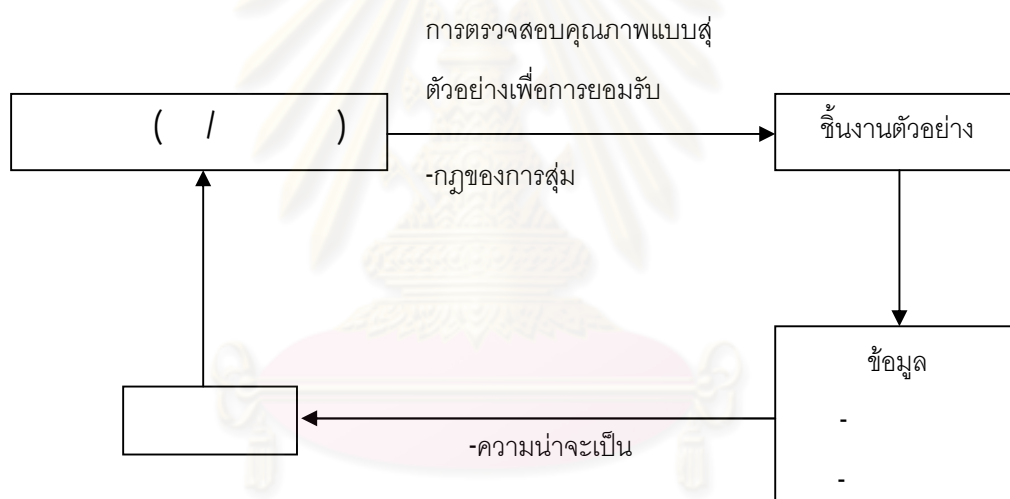 การตรวจสอบคุณภาพแบบสุ่
ตัวอย่างเพื่อการยอมรับ
( / )
ชิ้นงานตัวอย่าง
-กฎของการสุ่ม
ข้อมูล
-
-ความน่าจะเป็น
-